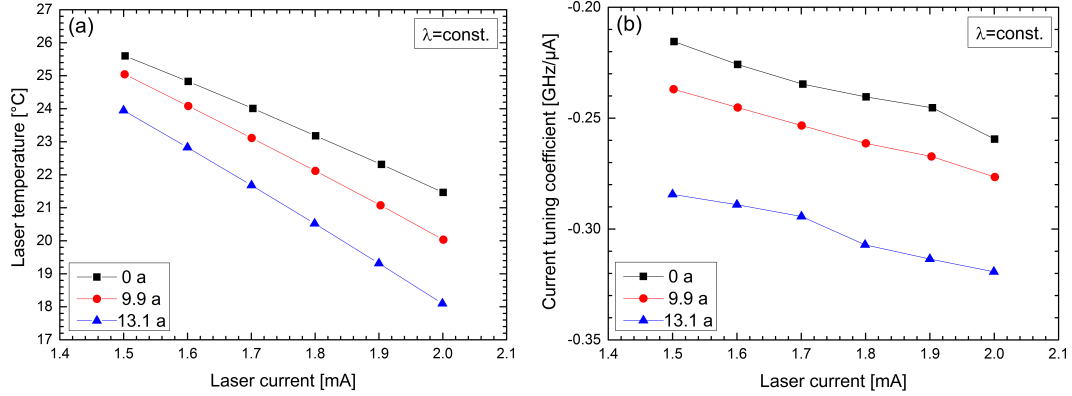 (a)
λ=const.
Laser temperature [°C]
27
26
25
24
23
22
21
20
19
18
17
0 a
9.9 a
13.1 a
1.4 1.5 1.6 1.7 1.8 1.9 2.0 2.1
Laser current [mA]
(b)
λ=const.
Current tuning coefficient [GHz/µA]
-0.20
-0.25
-0.30
-0.35
0 a
9.9 a
13.1 a
1.4 1.5 1.6 1.7 1.8 1.9 2.0 2.1
Laser current [mA]